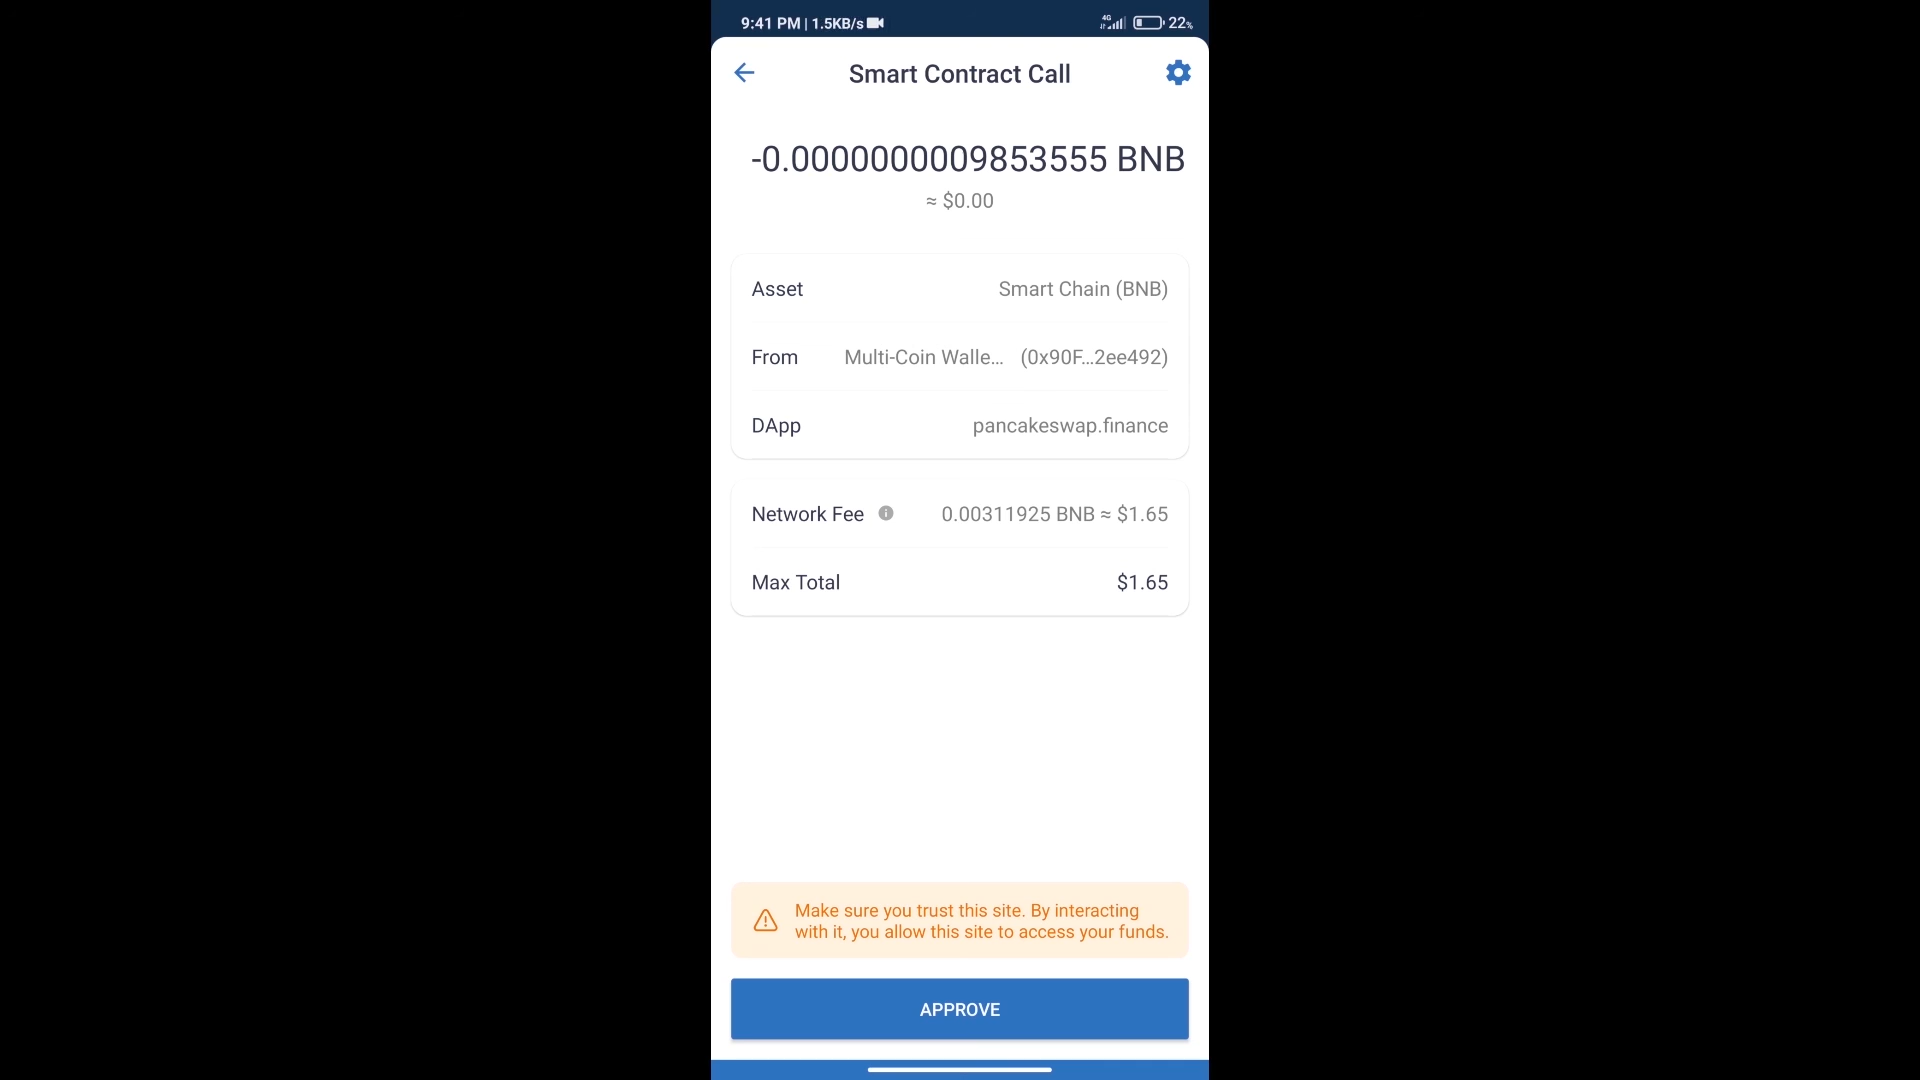 9:41 PM | 1.5KB/s 4G 22%
Smart Contract Call
-0.0000000009853555 BNB
≈ $0.00
Asset Smart Chain (BNB)
From Multi-Coin Walle... (0x90F...2ee492)
DApp pancakeswap.finance
Network Fee 0.00311925 BNB ≈ $1.65
Max Total $1.65
Make sure you trust this site. By interacting
with it, you allow this site to access your funds.
APPROVE